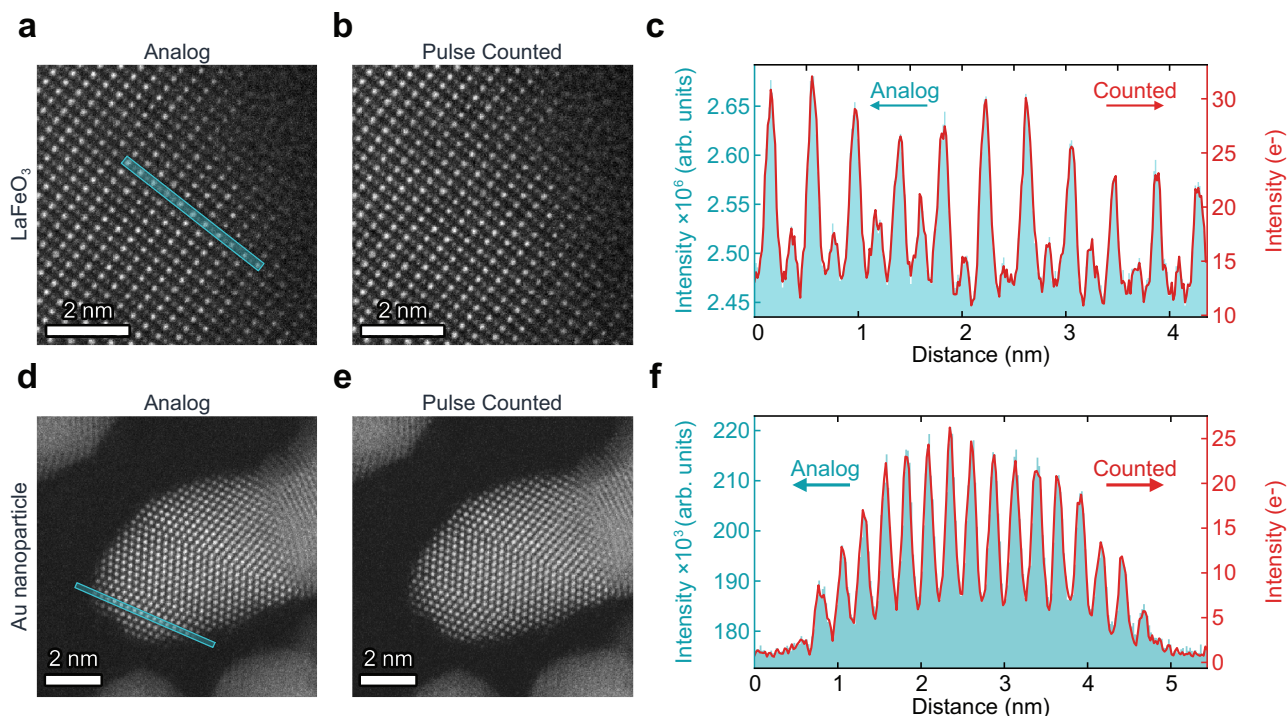 a
Analog
b
Pulse Counted
c
LaFeO₃
2 nm
2 nm
Intensity ×10⁶ (arb. units)
2.65
2.60
2.55
2.50
2.45
Analog
Counted
30
25
20
15
10
Intensity (e-)
0 1 2 3 4
Distance (nm)
d
Analog
e
Pulse Counted
f
Au nanoparticle
2 nm
2 nm
Intensity ×10³ (arb. units)
220
210
200
190
180
Analog
Counted
25
20
15
10
5
0
Intensity (e-)
0 1 2 3 4 5
Distance (nm)